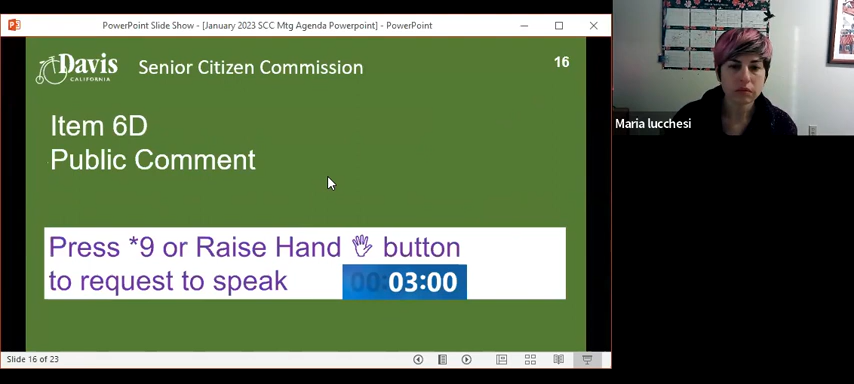 PowerPoint Slide Show - [January 2023 SCC Mtg Agenda Powerpoint] - PowerPoint
Davis
CALIFORNIA
Senior Citizen Commission
16
Item 6D
Public Comment
Press *9 or Raise Hand 👋 button
to request to speak
00:03:00
Slide 16 of 23
Maria lucchesi